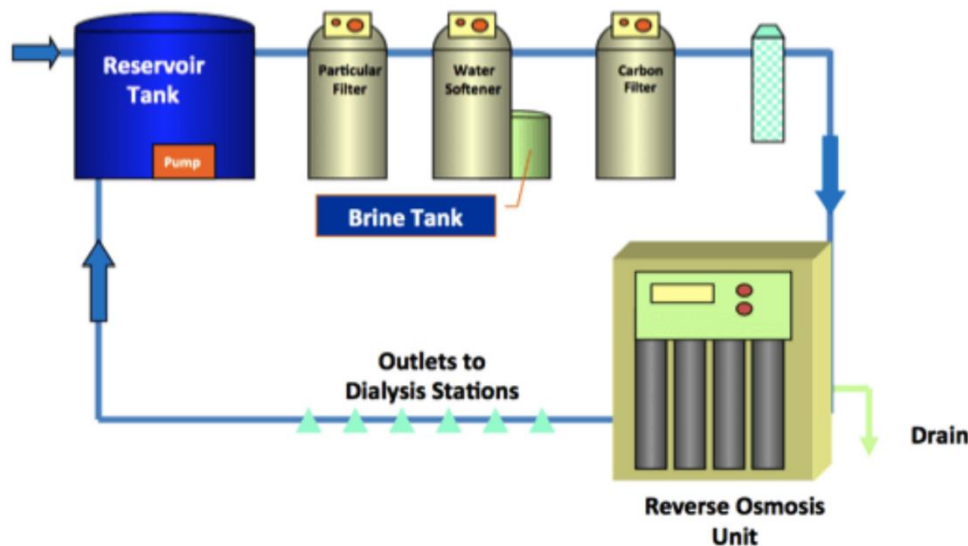 Reservoir
Tank
Pump
Particular
Filter
Water
Softener
Carbon
Filter
Brine Tank
Outlets to
Dialysis Stations
Drain
Reverse Osmosis
Unit